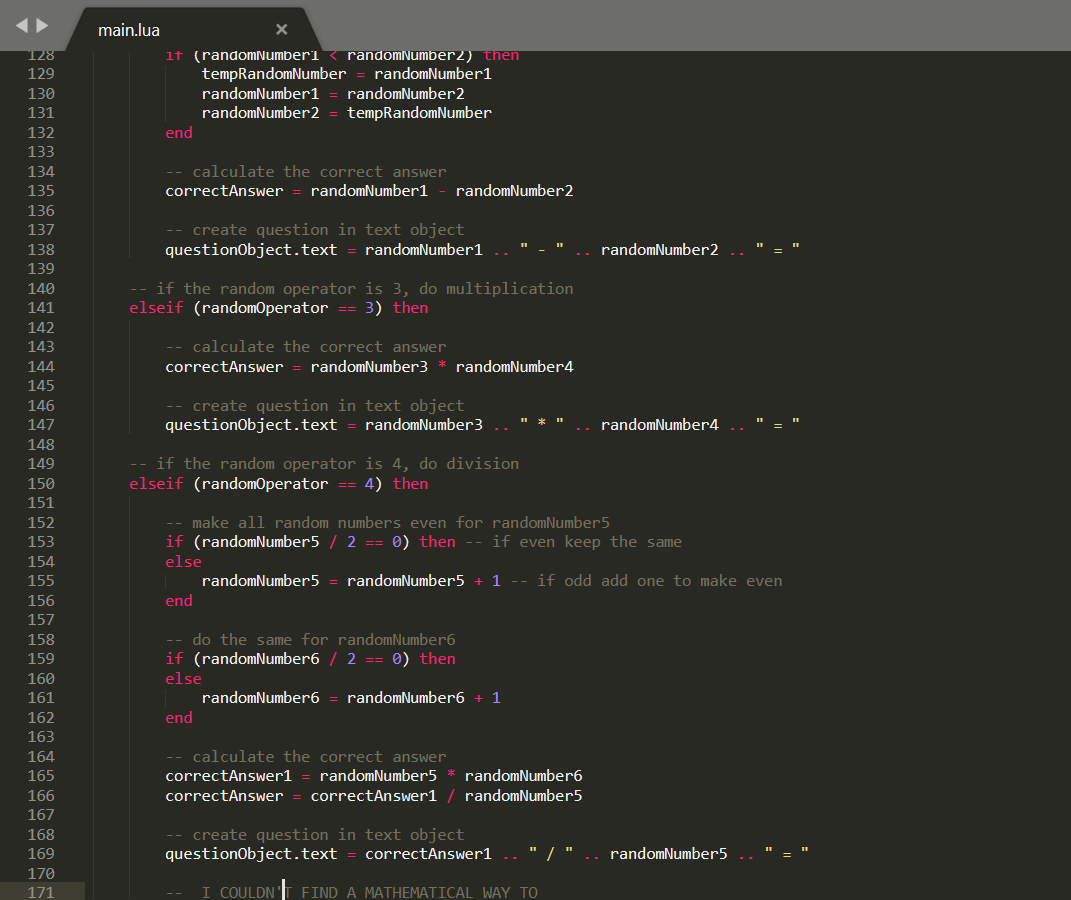 main.lua
128 if (randomNumber1 < randomNumber2) then
129 tempRandomNumber = randomNumber1
130 randomNumber1 = randomNumber2
131 randomNumber2 = tempRandomNumber
132 end
133
134 -- calculate the correct answer
135 correctAnswer = randomNumber1 - randomNumber2
136
137 -- create question in text object
138 questionObject.text = randomNumber1 .. " - " .. randomNumber2 .. " = "
139
140 -- if the random operator is 3, do multiplication
141 elseif (randomOperator == 3) then
142
143 -- calculate the correct answer
144 correctAnswer = randomNumber3 * randomNumber4
145
146 -- create question in text object
147 questionObject.text = randomNumber3 .. " * " .. randomNumber4 .. " = "
148
149 -- if the random operator is 4, do division
150 elseif (randomOperator == 4) then
151
152 -- make all random numbers even for randomNumber5
153 if (randomNumber5 / 2 == 0) then -- if even keep the same
154 else
155 randomNumber5 = randomNumber5 + 1 -- if odd add one to make even
156 end
157
158 -- do the same for randomNumber6
159 if (randomNumber6 / 2 == 0) then
160 else
161 randomNumber6 = randomNumber6 + 1
162 end
163
164 -- calculate the correct answer
165 correctAnswer1 = randomNumber5 * randomNumber6
166 correctAnswer = correctAnswer1 / randomNumber5
167
168 -- create question in text object
169 questionObject.text = correctAnswer1 .. " / " .. randomNumber5 .. " = "
170
171 -- I COULDN'T FIND A MATHEMATICAL WAY TO